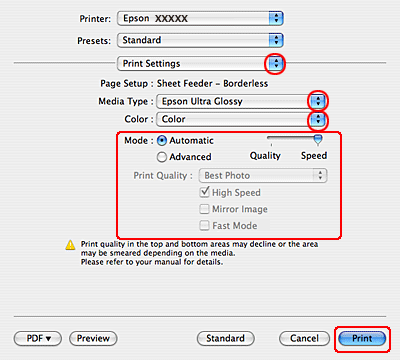 Printer: Epson XXXXX
Presets: Standard
Print Settings
Page Setup : Sheet Feeder - Borderless
Media Type : Epson Ultra Glossy
Color : Color
Mode : Automatic
Advanced Quality Speed
Print Quality : Best Photo
High Speed
Mirror Image
Fast Mode
Print quality in the top and bottom areas may decline or the area
may be smeared depending on the media.
Please refer to your manual for details.
PDF ▼ Preview Standard Cancel Print